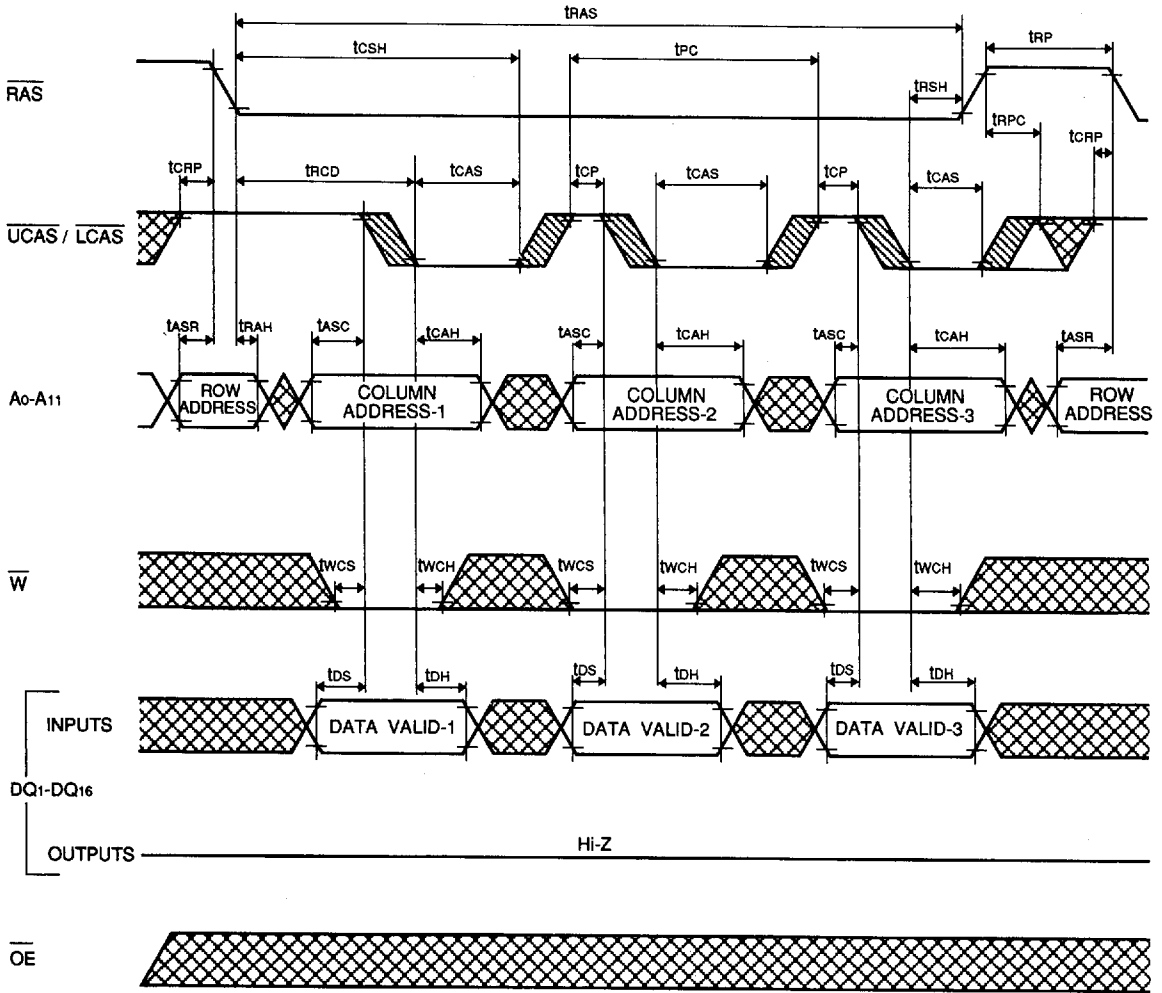 tRAS
tCSH tPC tRP
RAS
tRSH
tRPC
tCRP
tCRP tRCD tCAS tCP tCAS tCP tCAS
UCAS / LCAS
tASR tRAH tASC tCAH tASC tCAH tASC tCAH tASR
A0-A11
ROW ADDRESS
COLUMN ADDRESS-1
COLUMN ADDRESS-2
COLUMN ADDRESS-3
ROW ADDRESS
W
tWCS tWCH tWCS tWCH tWCS tWCH
tDS tDH tDS tDH tDS tDH
INPUTS
DATA VALID-1 DATA VALID-2 DATA VALID-3
DQ1-DQ16
OUTPUTS
Hi-Z
OE